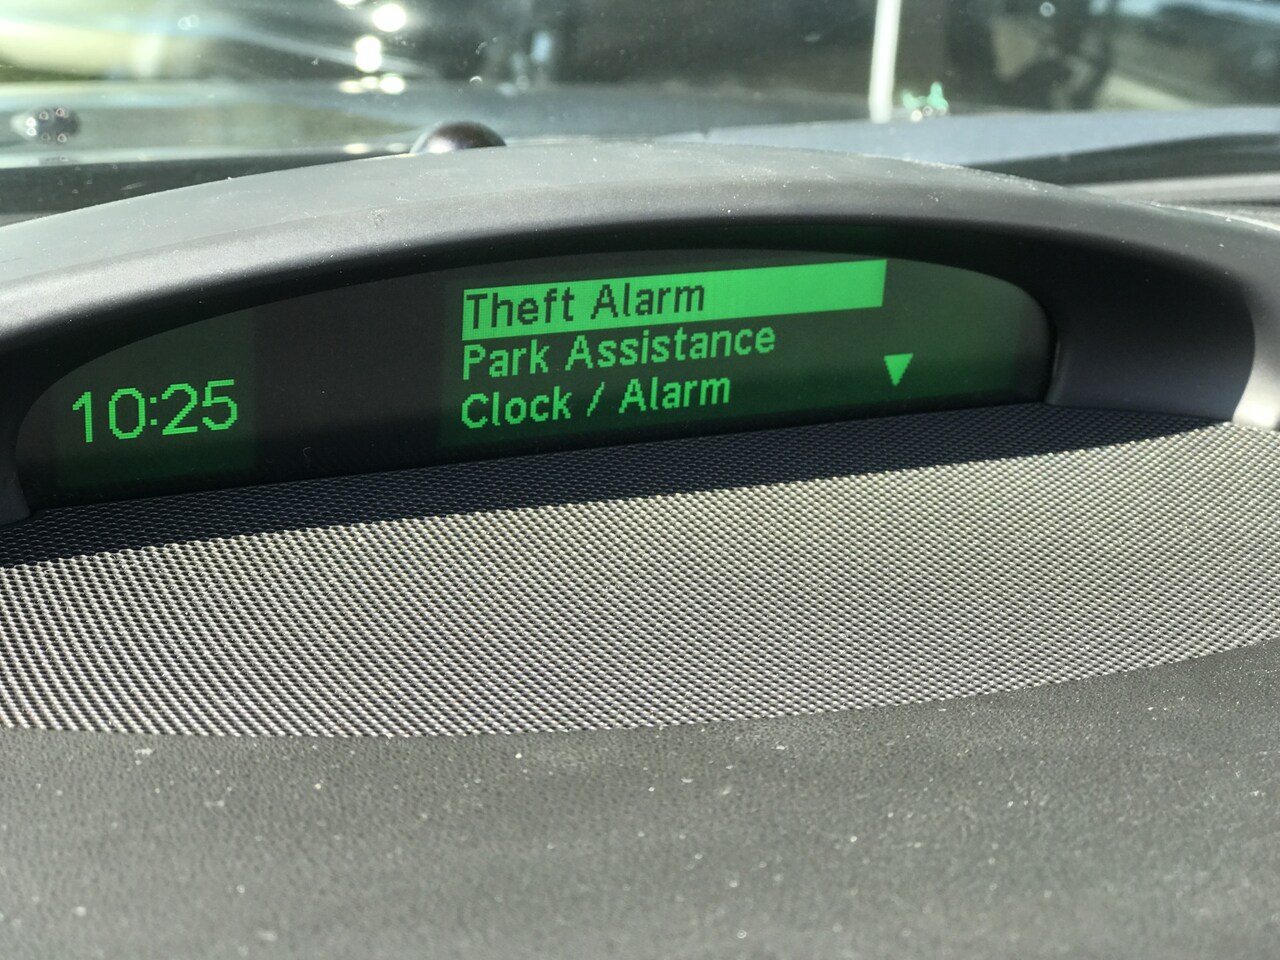 10:25
Theft Alarm
Park Assistance
Clock / Alarm